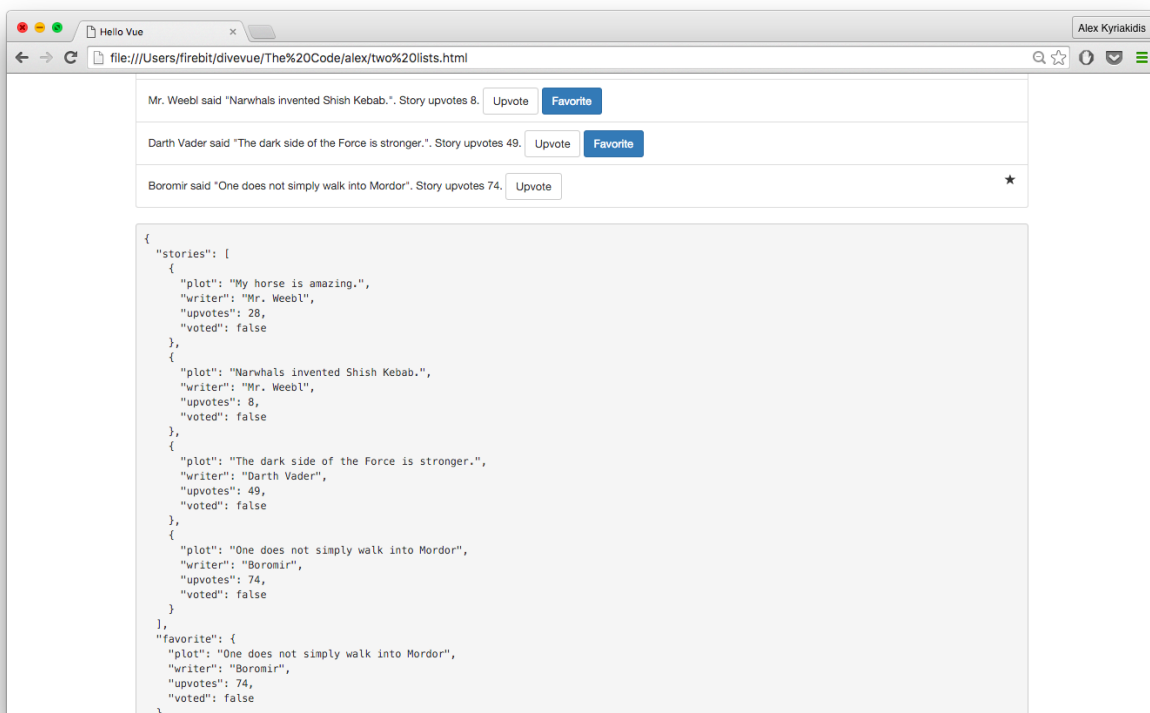 Hello Vue
Alex Kyriakidis
file:///Users/firebit/divevue/The%20Code/alex/two%20lists.html
Mr. Weebl said "Narwhals invented Shish Kebab.". Story upvotes 8. Upvote Favorite
Darth Vader said "The dark side of the Force is stronger.". Story upvotes 49. Upvote Favorite
Boromir said "One does not simply walk into Mordor". Story upvotes 74. Upvote
{
  "stories": [
    {
      "plot": "My horse is amazing.",
      "writer": "Mr. Weebl",
      "upvotes": 28,
      "voted": false
    },
    {
      "plot": "Narwhals invented Shish Kebab.",
      "writer": "Mr. Weebl",
      "upvotes": 8,
      "voted": false
    },
    {
      "plot": "The dark side of the Force is stronger.",
      "writer": "Darth Vader",
      "upvotes": 49,
      "voted": false
    },
    {
      "plot": "One does not simply walk into Mordor",
      "writer": "Boromir",
      "upvotes": 74,
      "voted": false
    }
  ],
  "favorite": {
    "plot": "One does not simply walk into Mordor",
    "writer": "Boromir",
    "upvotes": 74,
    "voted": false
  }